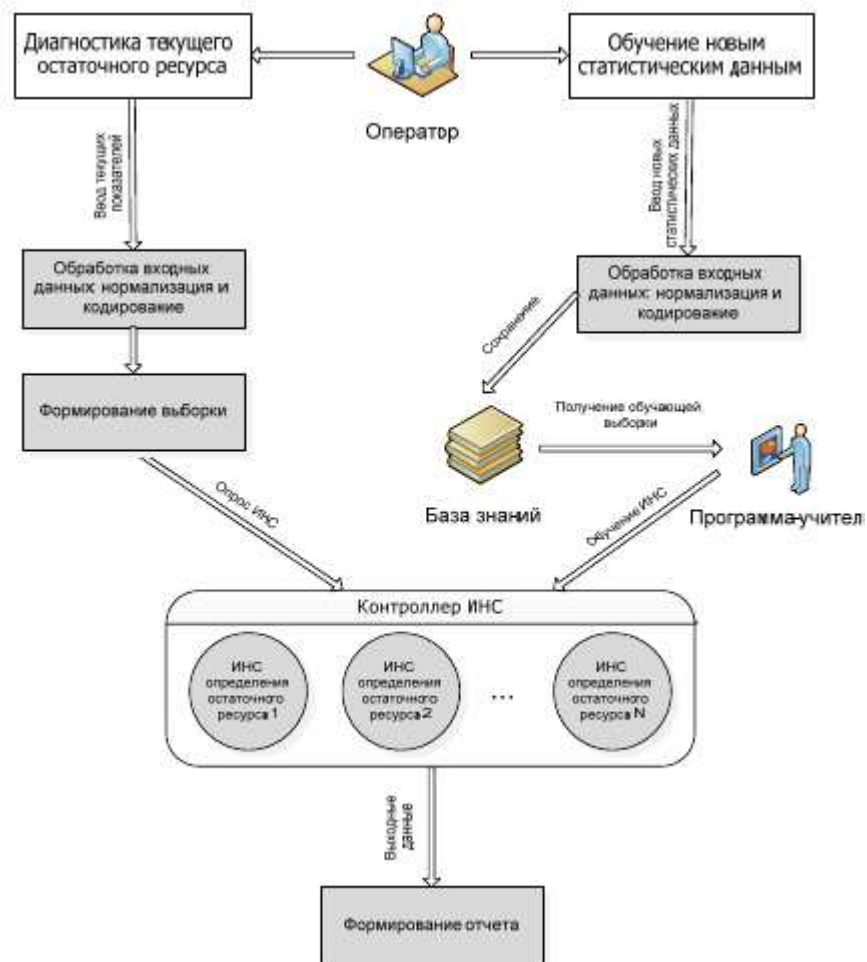 Диагностика текущего
остаточного ресурса
Оператор
Обучение новым
статистическим данным
Ввод текущих
показателей
Ввод новых
статистических данных
Обработка входных
данных: нормализация и
кодирование
Обработка входных
данных: нормализация и
кодирование
Сохранение
Формирование выборки
Получение обучающей
выборки
База знаний
Программа-учител
Опрос ИНС
Обучение ИНС
Контроллер ИНС
ИНС
определения
остаточного
ресурса 1
ИНС
определения
остаточного
ресурса 2
...
ИНС
определения
остаточного
ресурса N
Выходные
данные
Формирование отчета